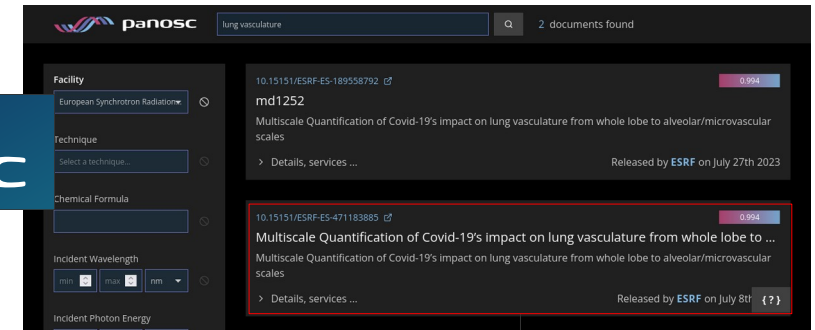 panosc
lung vasculature
2 documents found
Facility
European Synchrotron Radiation
Technique
Select a technique...
Chemical Formula
Incident Wavelength
min max nm
Incident Photon Energy
10.15151/ESRF-ES-189558792
0.994
md1252
Multiscale Quantification of Covid-19's impact on lung vasculature from whole lobe to alveolar/microvascular
scales
> Details, services ...
Released by ESRF on July 27th 2023
10.15151/ESRF-ES-471183885
0.994
Multiscale Quantification of Covid-19's impact on lung vasculature from whole lobe to ...
Multiscale Quantification of Covid-19's impact on lung vasculature from whole lobe to alveolar/microvascular
scales
> Details, services ...
Released by ESRF on July 8th
{?}
C